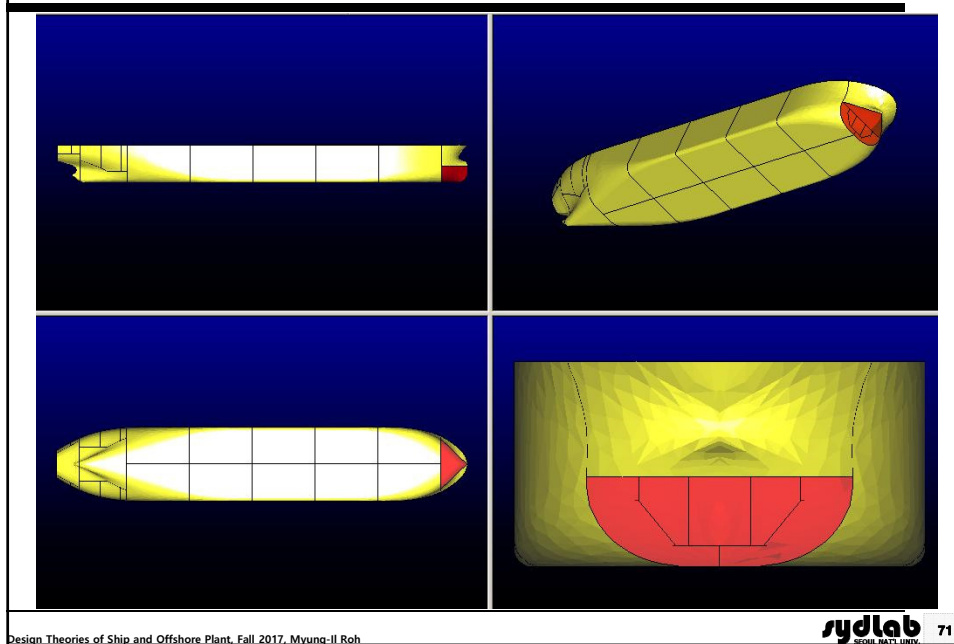 Design Theories of Ship and Offshore Plant, Fall 2017, Myung-Il Roh
sydlab
SEOUL NAT'L UNIV.
71